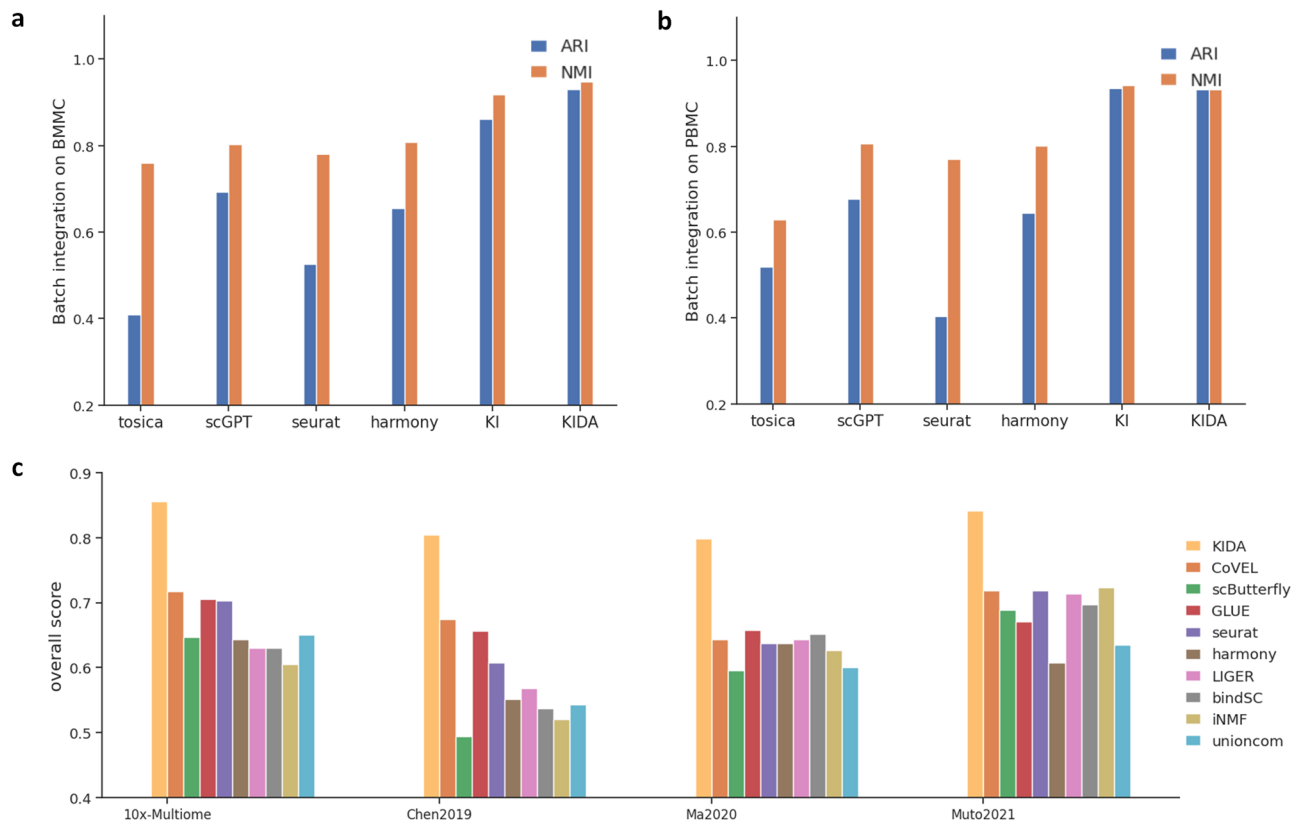 a
Batch integration on BMMC
1.0
0.8
0.6
0.4
0.2
ARI
NMI
tosica scGPT seurat harmony KI KIDA
b
Batch integration on PBMC
1.0
0.8
0.6
0.4
0.2
ARI
NMI
tosica scGPT seurat harmony KI KIDA
c
overall score
0.9
0.8
0.7
0.6
0.5
0.4
10x-Multiome Chen2019 Ma2020 Muto2021
KIDA
CoVEL
scButterfly
GLUE
seurat
harmony
LIGER
bindSC
iNMF
unioncom